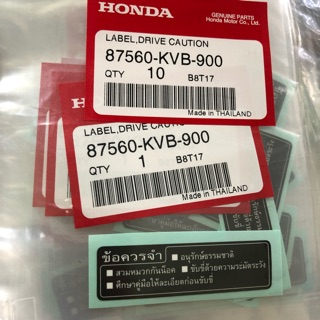 HONDA
GENUINE PARTS
Honda Motor Co., Ltd.
LABEL,DRIVE CAUTION
87560-KVB-900
QTY 10 B8T17
Made in THAILAND
LABEL,DRIVE CAUTION
87560-KVB-900
QTY 1 B8T17
Made in THAILAND
ข้อควรจำ ■ อนุรักษ์ธรรมชาติ
■ สวมหมวกกันน็อค ■ ขับขี่ด้วยความระมัดระวัง
■ ศึกษาคู่มือให้ละเอียดก่อนขับขี่